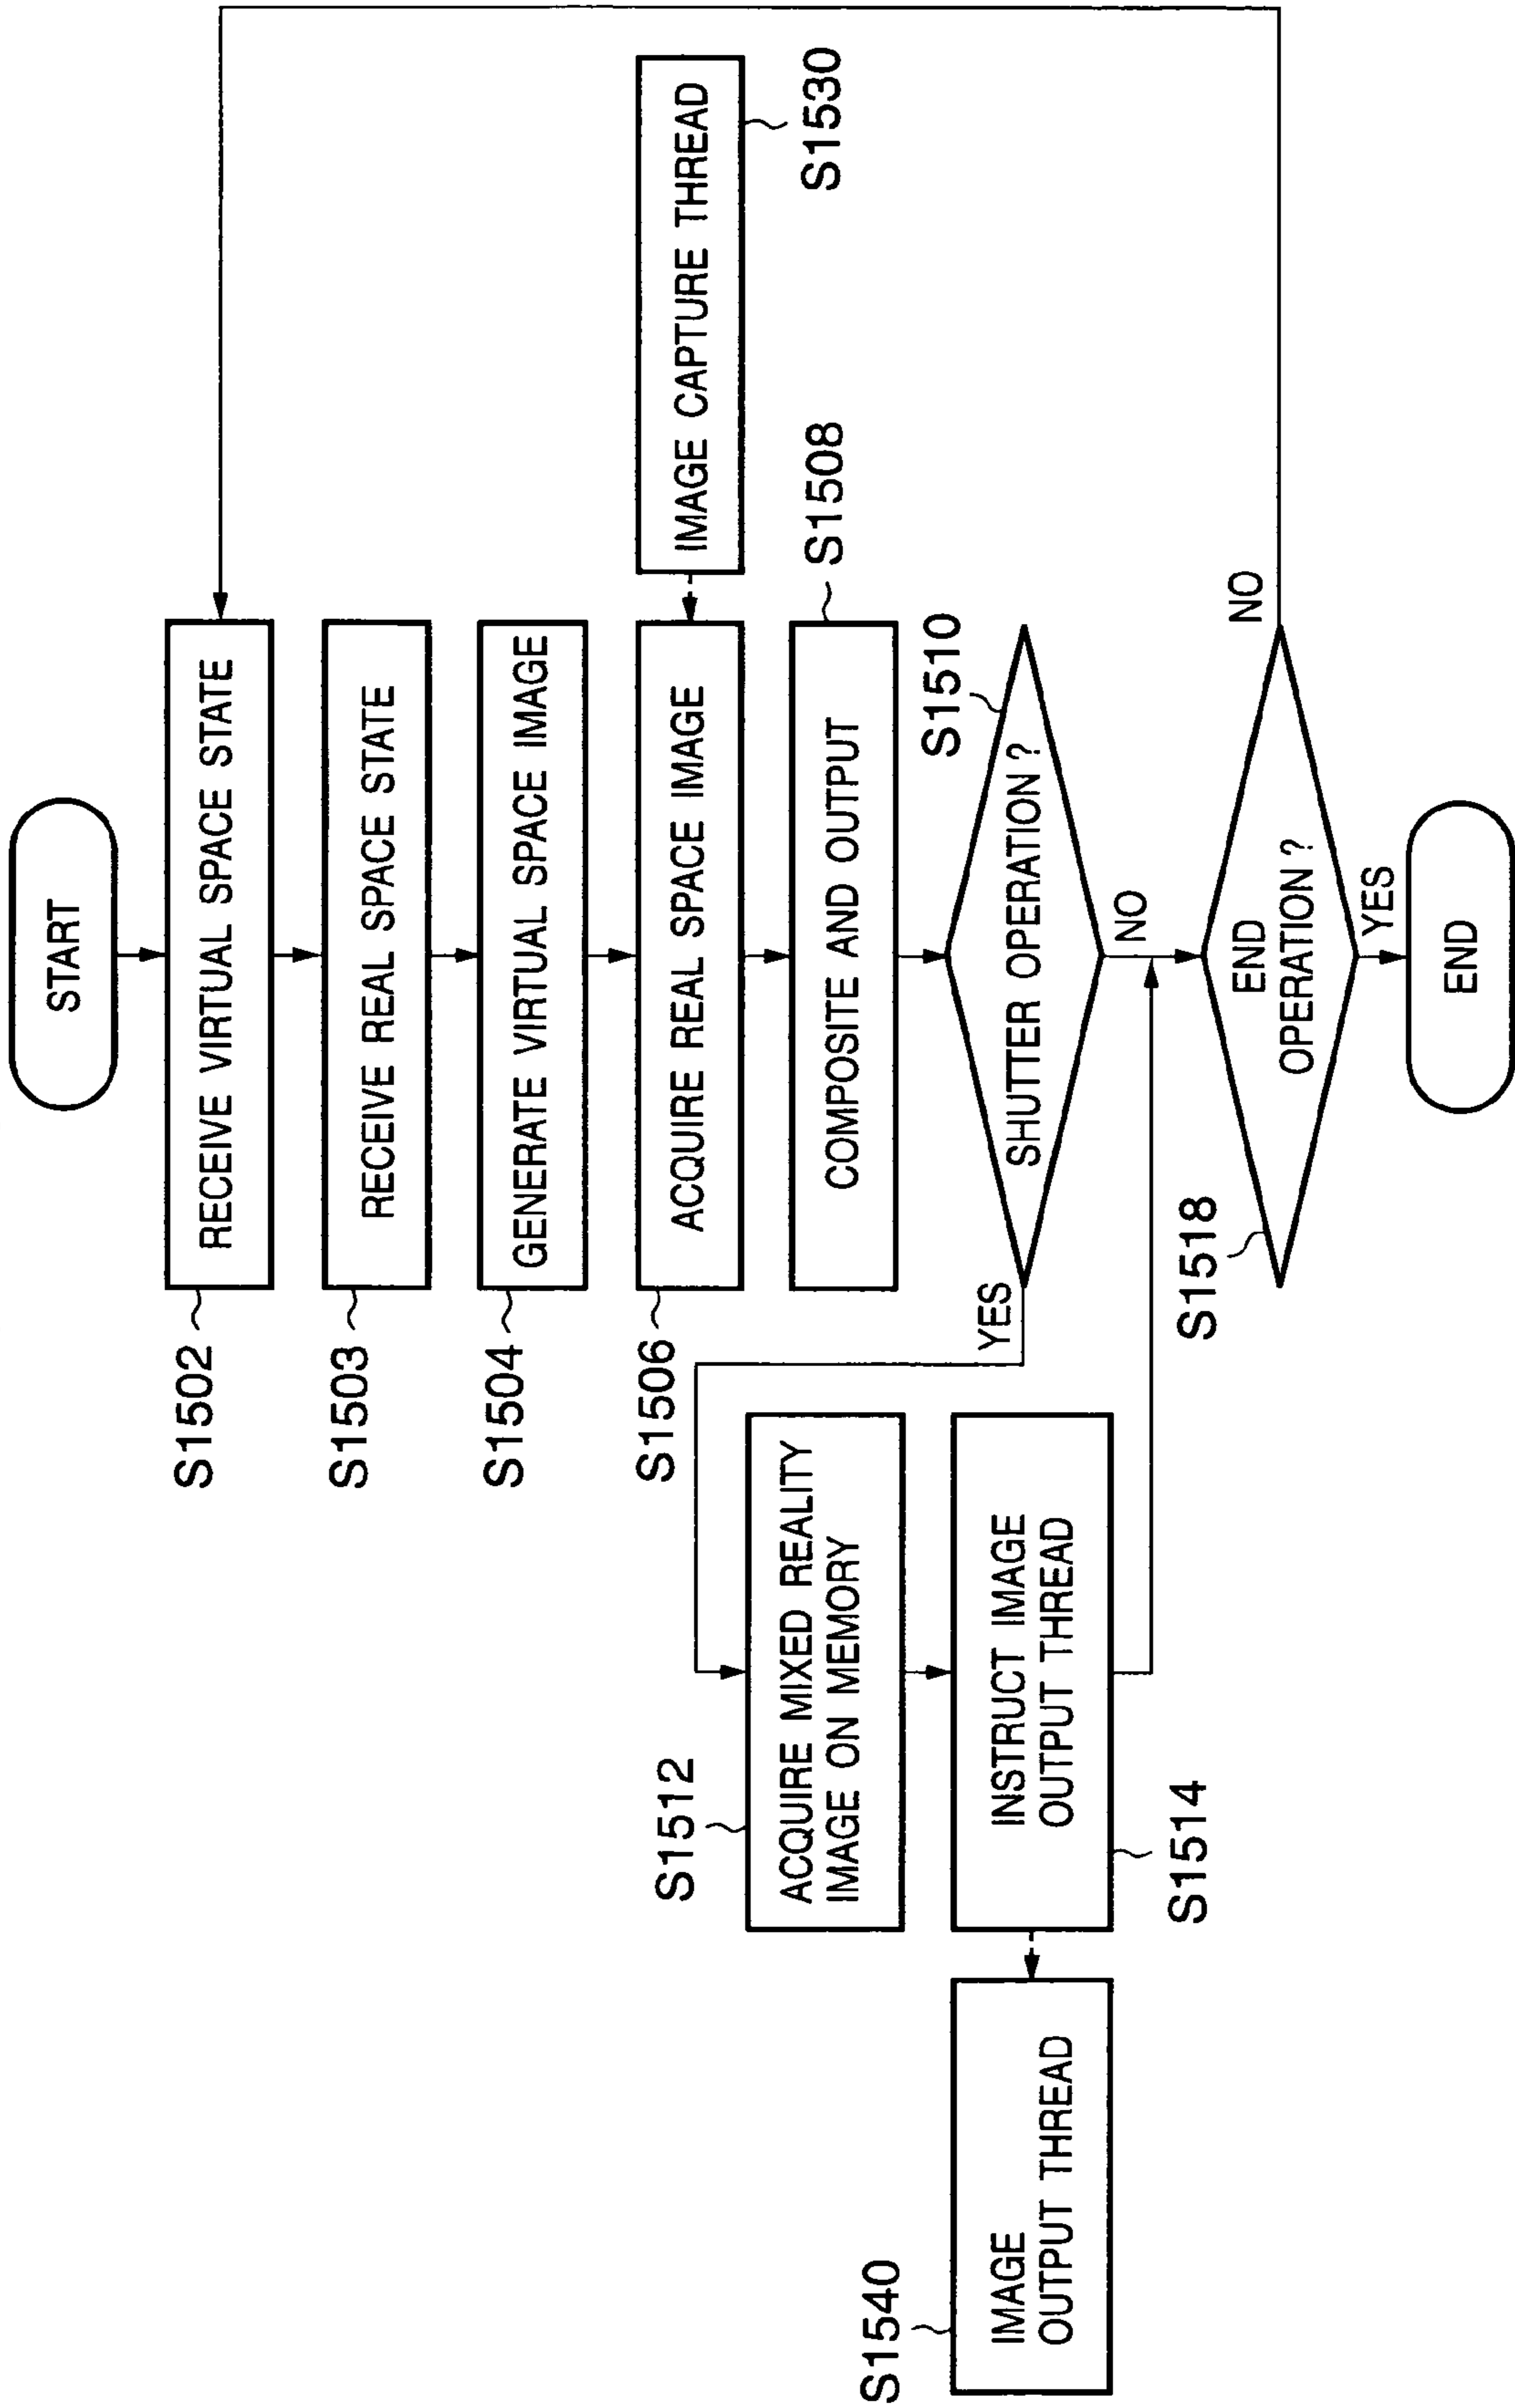 START
S1502
RECEIVE VIRTUAL SPACE STATE
S1503
RECEIVE REAL SPACE STATE
S1504
GENERATE VIRTUAL SPACE IMAGE
S1506
ACQUIRE REAL SPACE IMAGE
IMAGE CAPTURE THREAD
S1530
COMPOSITE AND OUTPUT
S1508
SHUTTER OPERATION ?
S1510
YES
NO
S1512
ACQUIRE MIXED REALITY
IMAGE ON MEMORY
S1540
IMAGE
OUTPUT THREAD
INSTRUCT IMAGE
OUTPUT THREAD
S1514
S1518
END
OPERATION ?
NO
YES
END